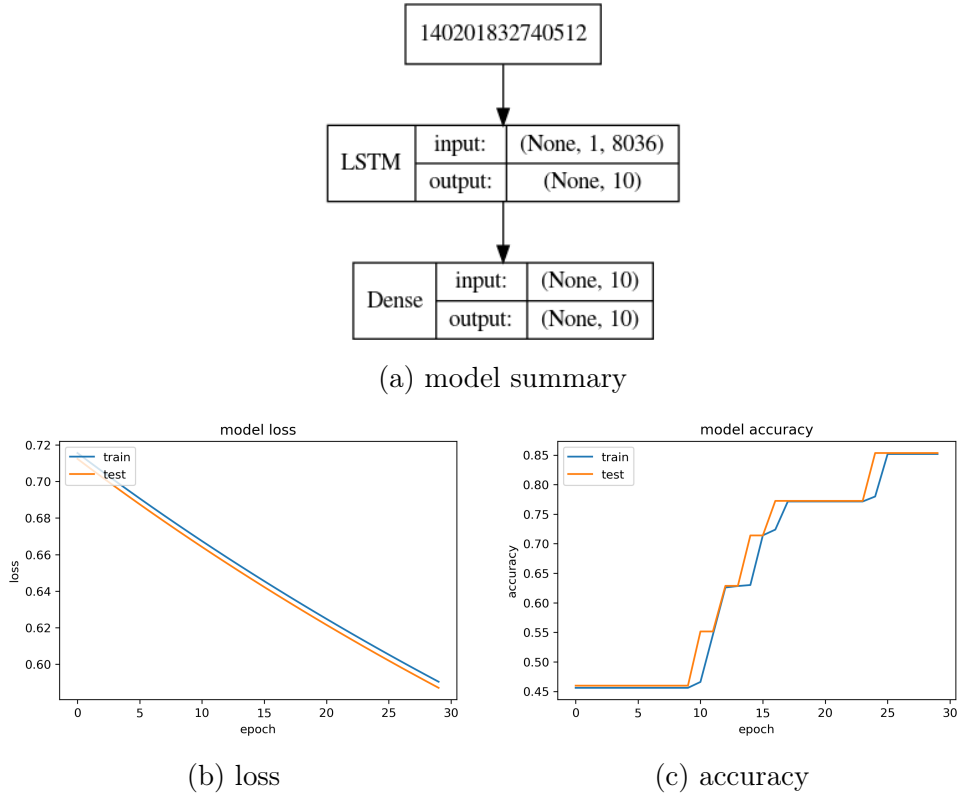 140201832740512
LSTM
input:
(None, 1, 8036)
output:
(None, 10)
Dense
input:
(None, 10)
output:
(None, 10)
(a) model summary
model loss
train
test
0.72
0.70
0.68
0.66
0.64
0.62
0.60
loss
0 5 10 15 20 25 30
epoch
(b) loss
model accuracy
train
test
0.85
0.80
0.75
0.70
0.65
0.60
0.55
0.50
0.45
accuracy
0 5 10 15 20 25 30
epoch
(c) accuracy